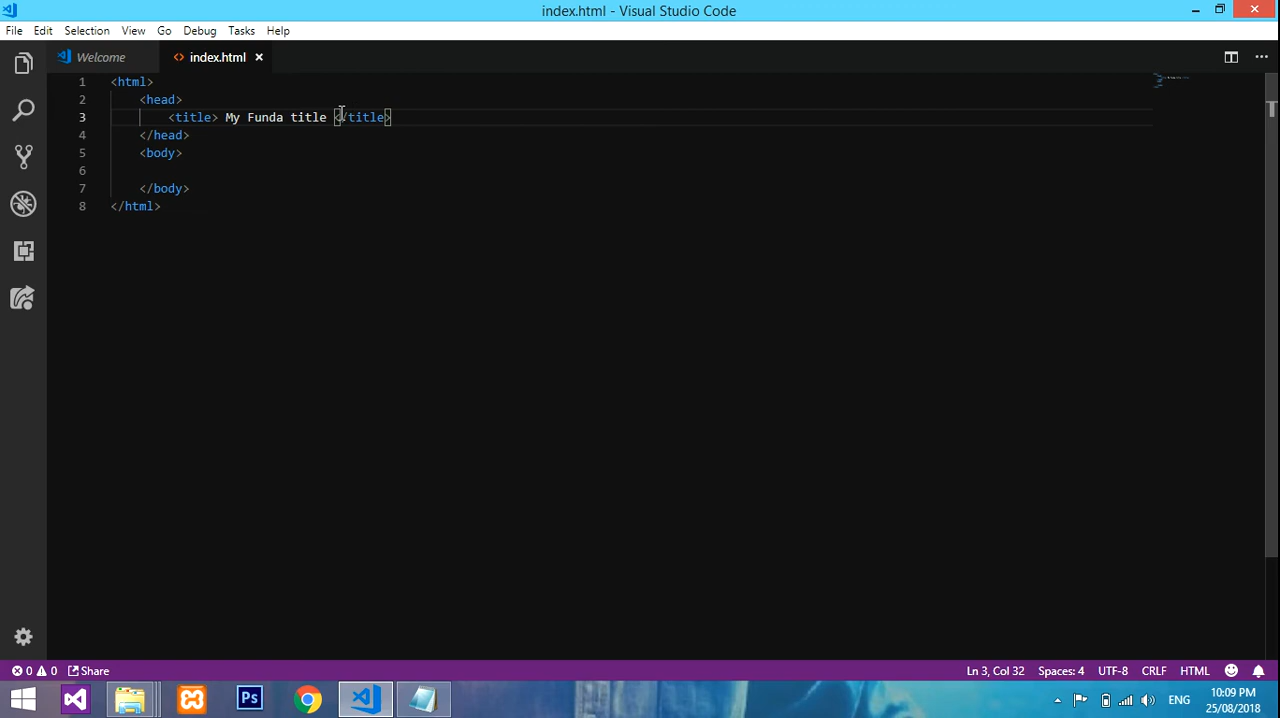 index.html - Visual Studio Code
File Edit Selection View Go Debug Tasks Help
Welcome index.html
1 <html>
2 <head>
3 <title> My Funda title </title>
4 </head>
5 <body>
6
7 </body>
8 </html>
0 0 Share Ln 3, Col 32 Spaces: 4 UTF-8 CRLF HTML
Ps ENG 10:09 PM
25/08/2018